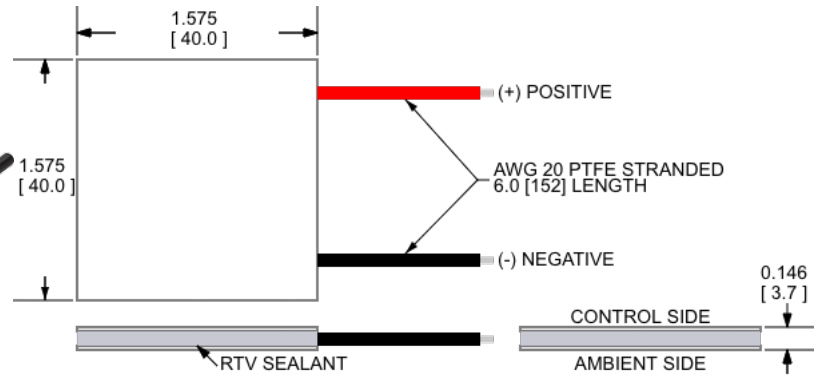 1.575
[ 40.0 ]
(+) POSITIVE
1.575
[ 40.0 ]
AWG 20 PTFE STRANDED
6.0 [152] LENGTH
(-) NEGATIVE
0.146
[ 3.7 ]
CONTROL SIDE
RTV SEALANT
AMBIENT SIDE